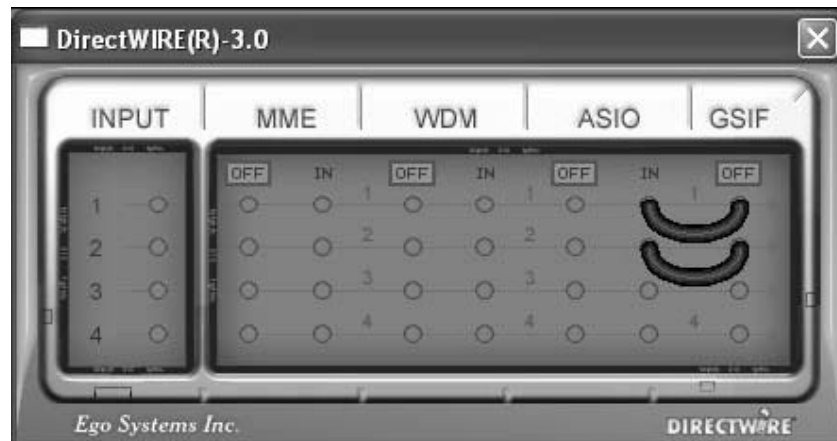 DirectWIRE(R)-3.0
INPUT MME WDM ASIO GSIF
OFF IN OFF IN OFF IN OFF
1 1 1 1
2 2 2
3 3 3
4 4 4 4
Ego Systems Inc. DIRECTWIRE